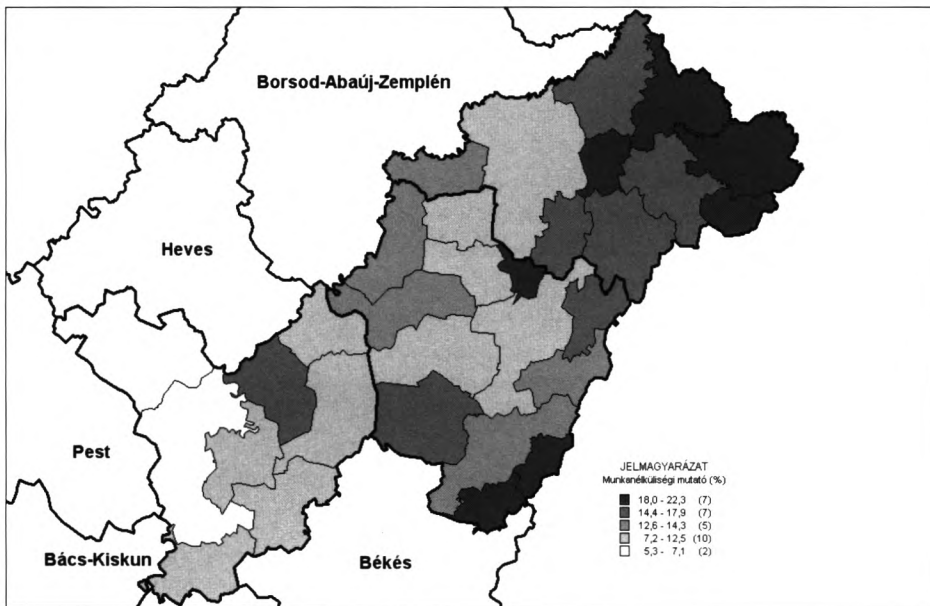 Borsod-Abaúj-Zemplén
Heves
Pest
Bács-Kiskun
Békés
JELMAGYARÁZAT
Munkanélküliségi mutató (%)
18,0 - 22,3 (7)
14,4 - 17,9 (7)
12,6 - 14,3 (5)
7,2 - 12,5 (10)
5,3 - 7,1 (2)